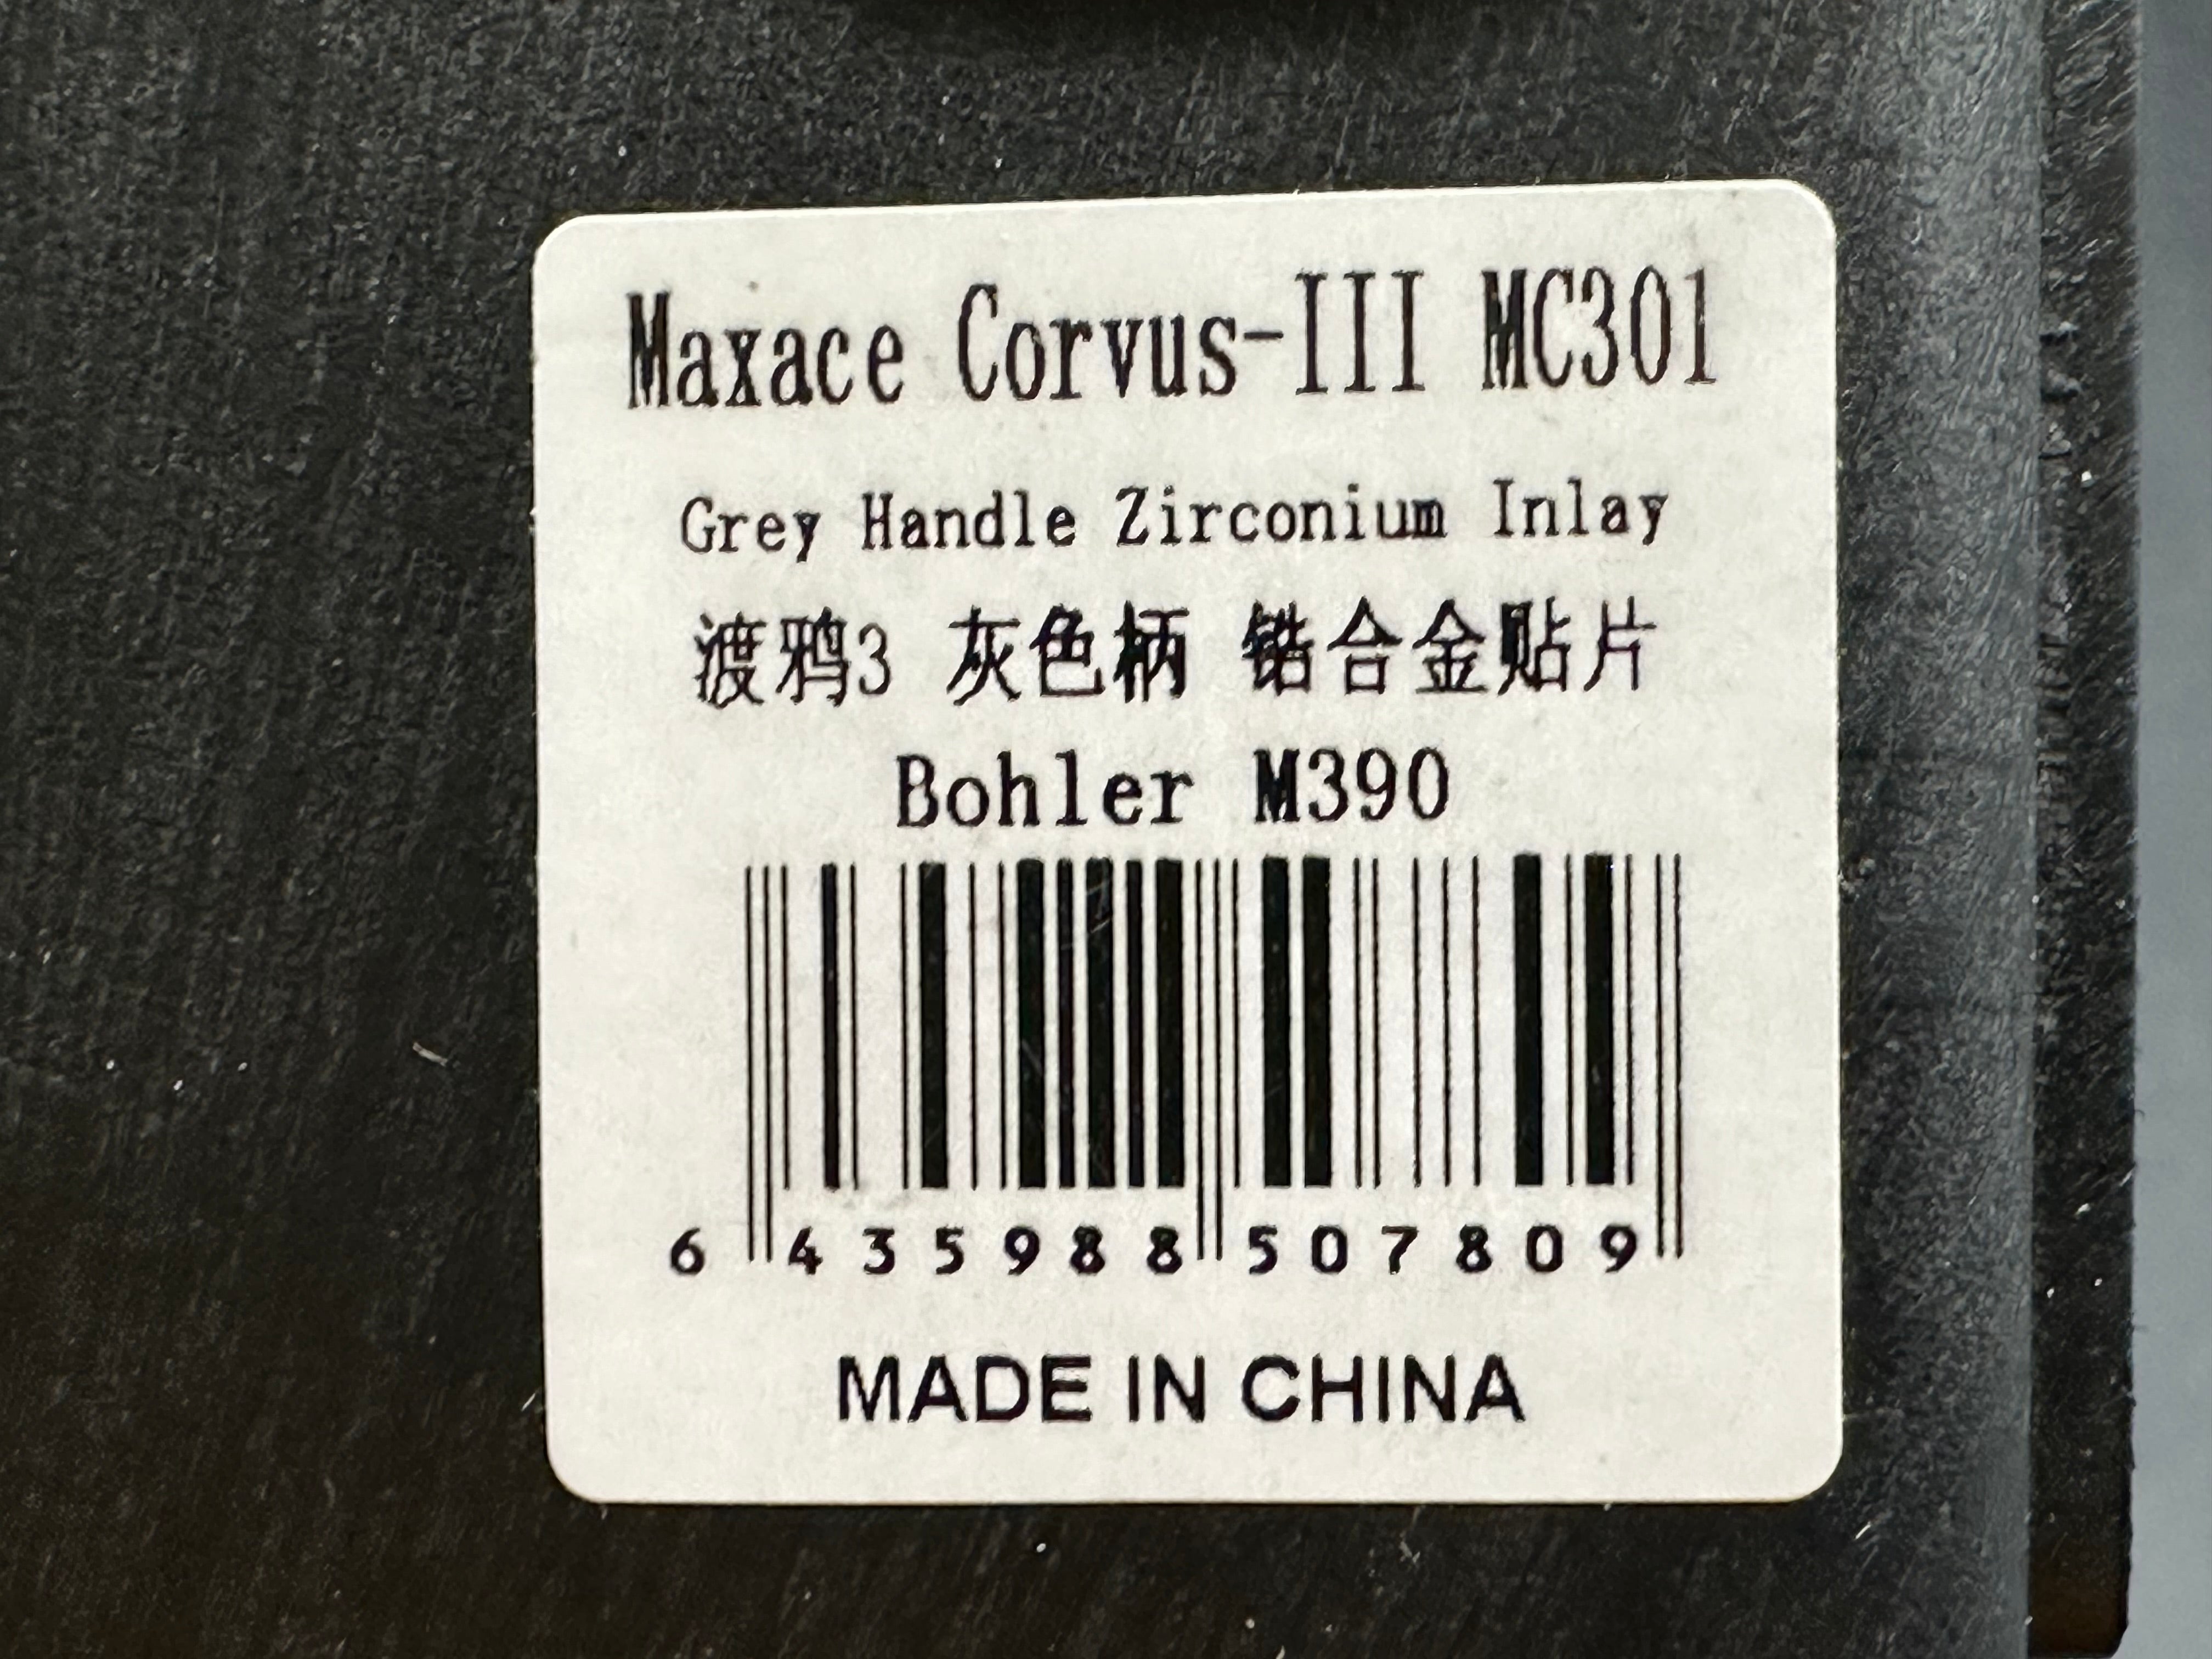 Maxace Corvus-III MC301
Grey Handle Zirconium Inlay
渡鸦3 灰色柄 锆合金贴片
Bohler M390
6 435988 507809
MADE IN CHINA